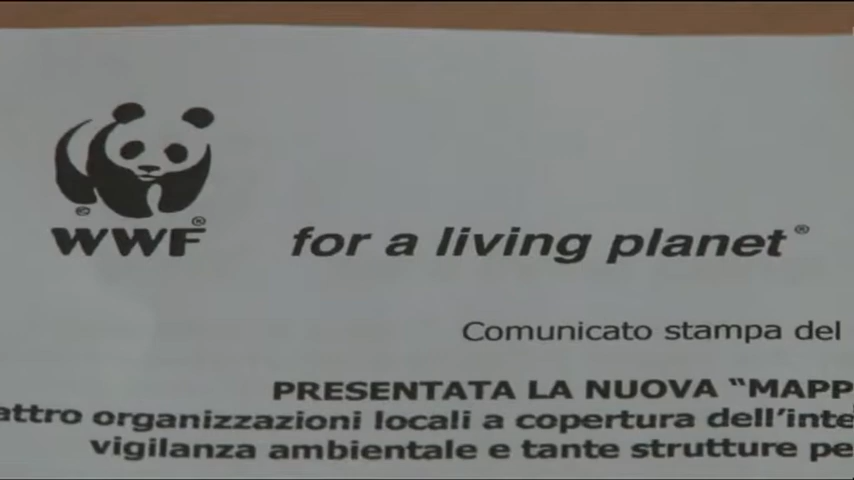 WWF®
for a living planet®
Comunicato stampa del
PRESENTATA LA NUOVA “MAPP
attro organizzazioni locali a copertura dell’inte
vigilanza ambientale e tante strutture pe